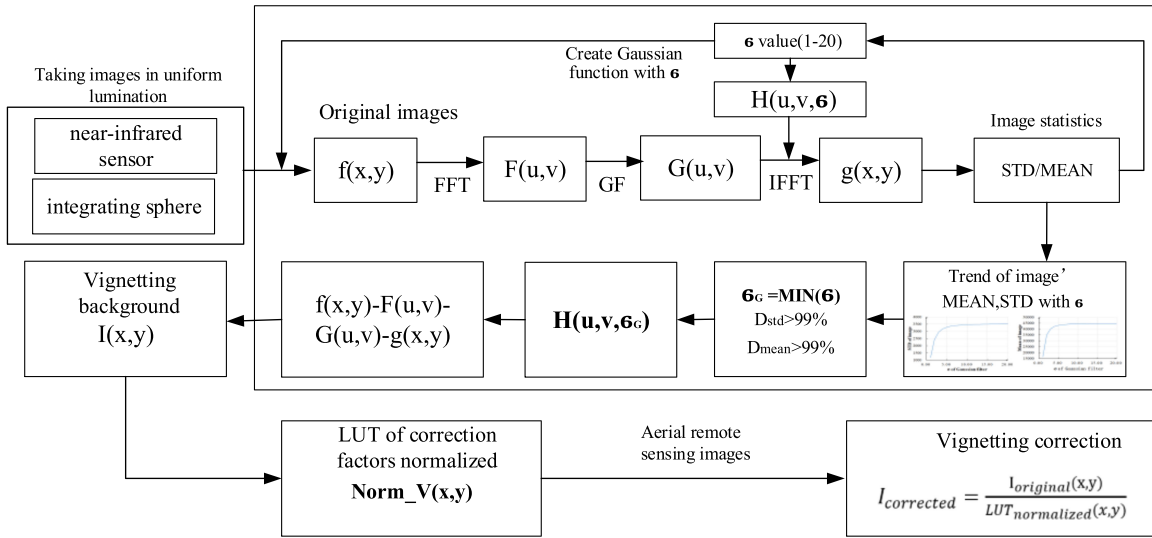 Taking images in uniform
lumination
near-infrared
sensor
integrating sphere
Original images
f(x,y)
FFT
F(u,v)
GF
G(u,v)
IFFT
g(x,y)
Create Gaussian
function with ϭ
ϭ value(1-20)
H(u,v,ϭ)
Image statistics
STD/MEAN
Trend of image’
MEAN,STD with ϭ
ϭG =MIN(ϭ)
Dstd>99%
Dmean>99%
H(u,v,ϭG)
f(x,y)-F(u,v)-
G(u,v)-g(x,y)
Vignetting
background
I(x,y)
LUT of correction
factors normalized
Norm_V(x,y)
Aerial remote
sensing images
Vignetting correction
Icorrected = Ioriginal(x,y)
LUTnormalized(x,y)